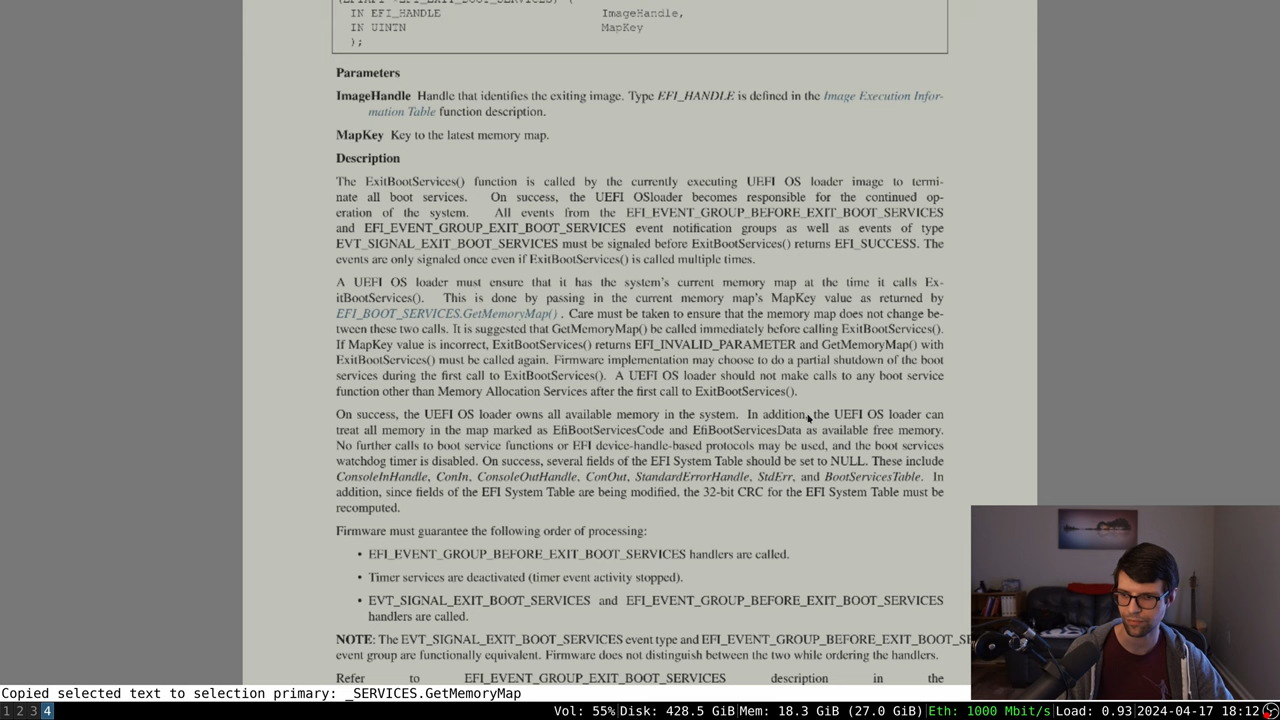 (EFIAPI *EFI_EXIT_BOOT_SERVICES) (
IN EFI_HANDLE ImageHandle,
IN UINTN MapKey
);
Parameters
ImageHandle Handle that identifies the exiting image. Type EFI_HANDLE is defined in the Image Execution Infor-
mation Table function description.
MapKey Key to the latest memory map.
Description
The ExitBootServices() function is called by the currently executing UEFI OS loader image to termi-
nate all boot services. On success, the UEFI OSloader becomes responsible for the continued op-
eration of the system. All events from the EFI_EVENT_GROUP_BEFORE_EXIT_BOOT_SERVICES
and EFI_EVENT_GROUP_EXIT_BOOT_SERVICES event notification groups as well as events of type
EVT_SIGNAL_EXIT_BOOT_SERVICES must be signaled before ExitBootServices() returns EFI_SUCCESS. The
events are only signaled once even if ExitBootServices() is called multiple times.
A UEFI OS loader must ensure that it has the system's current memory map at the time it calls Ex-
itBootServices(). This is done by passing in the current memory map's MapKey value as returned by
EFI_BOOT_SERVICES.GetMemoryMap() . Care must be taken to ensure that the memory map does not change be-
tween these two calls. It is suggested that GetMemoryMap() be called immediately before calling ExitBootServices().
If MapKey value is incorrect, ExitBootServices() returns EFI_INVALID_PARAMETER and GetMemoryMap() with
ExitBootServices() must be called again. Firmware implementation may choose to do a partial shutdown of the boot
services during the first call to ExitBootServices(). A UEFI OS loader should not make calls to any boot service
function other than Memory Allocation Services after the first call to ExitBootServices().
On success, the UEFI OS loader owns all available memory in the system. In addition, the UEFI OS loader can
treat all memory in the map marked as EfiBootServicesCode and EfiBootServicesData as available free memory.
No further calls to boot service functions or EFI device-handle-based protocols may be used, and the boot services
watchdog timer is disabled. On success, several fields of the EFI System Table should be set to NULL. These include
ConsoleInHandle, ConIn, ConsoleOutHandle, ConOut, StandardErrorHandle, StdErr, and BootServicesTable. In
addition, since fields of the EFI System Table are being modified, the 32-bit CRC for the EFI System Table must be
recomputed.
Firmware must guarantee the following order of processing:
• EFI_EVENT_GROUP_BEFORE_EXIT_BOOT_SERVICES handlers are called.
• Timer services are deactivated (timer event activity stopped).
• EVT_SIGNAL_EXIT_BOOT_SERVICES and EFI_EVENT_GROUP_BEFORE_EXIT_BOOT_SERVICES
handlers are called.
NOTE: The EVT_SIGNAL_EXIT_BOOT_SERVICES event type and EFI_EVENT_GROUP_BEFORE_EXIT_BOOT_SE
event group are functionally equivalent. Firmware does not distinguish between the two while ordering the handlers.
Refer to EFI_EVENT_GROUP_EXIT_BOOT_SERVICES description in the
Copied selected text to selection primary: _SERVICES.GetMemoryMap
1 2 3 4 Vol: 55% Disk: 428.5 GiB Mem: 18.3 GiB (27.0 GiB) Eth: 1000 Mbit/s Load: 0.93 2024-04-17 18:12